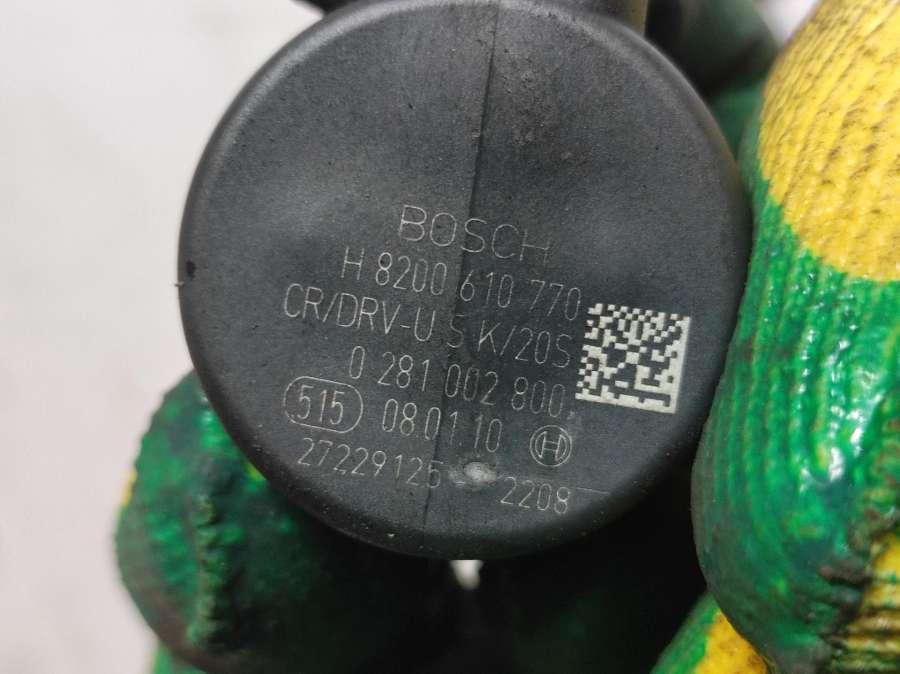 BOSCH
H 8200 610 770
CR/DRV-U S K/20S
0 281 002 800
515 08.01.10 H
27229125 2208